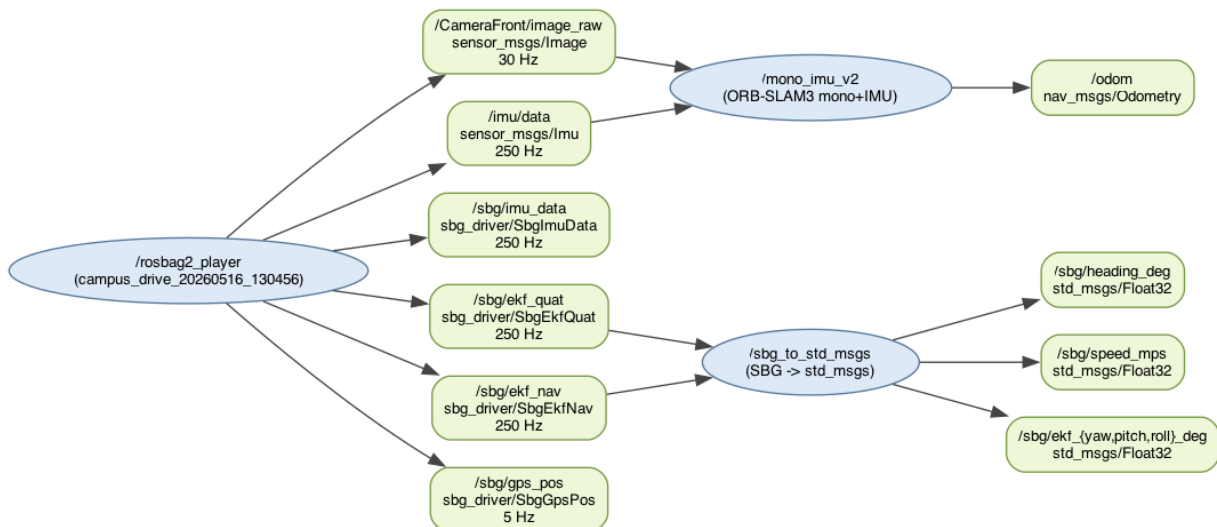 /CameraFront/image_raw
sensor_msgs/Image
30 Hz
/mono_imu_v2
(ORB-SLAM3 mono+IMU)
/odom
nav_msgs/Odometry
/imu/data
sensor_msgs/Imu
250 Hz
/sbg/imu_data
sbg_driver/SbgImuData
250 Hz
/rosbag2_player
(campus_drive_20260516_130456)
/sbg/ekf_quat
sbg_driver/SbgEkfQuat
250 Hz
/sbg/ekf_nav
sbg_driver/SbgEkfNav
250 Hz
/sbg/gps_pos
sbg_driver/SbgGpsPos
5 Hz
/sbg_to_std_msgs
(SBG -> std_msgs)
/sbg/heading_deg
std_msgs/Float32
/sbg/speed_mps
std_msgs/Float32
/sbg/ekf_{yaw,pitch,roll}_deg
std_msgs/Float32